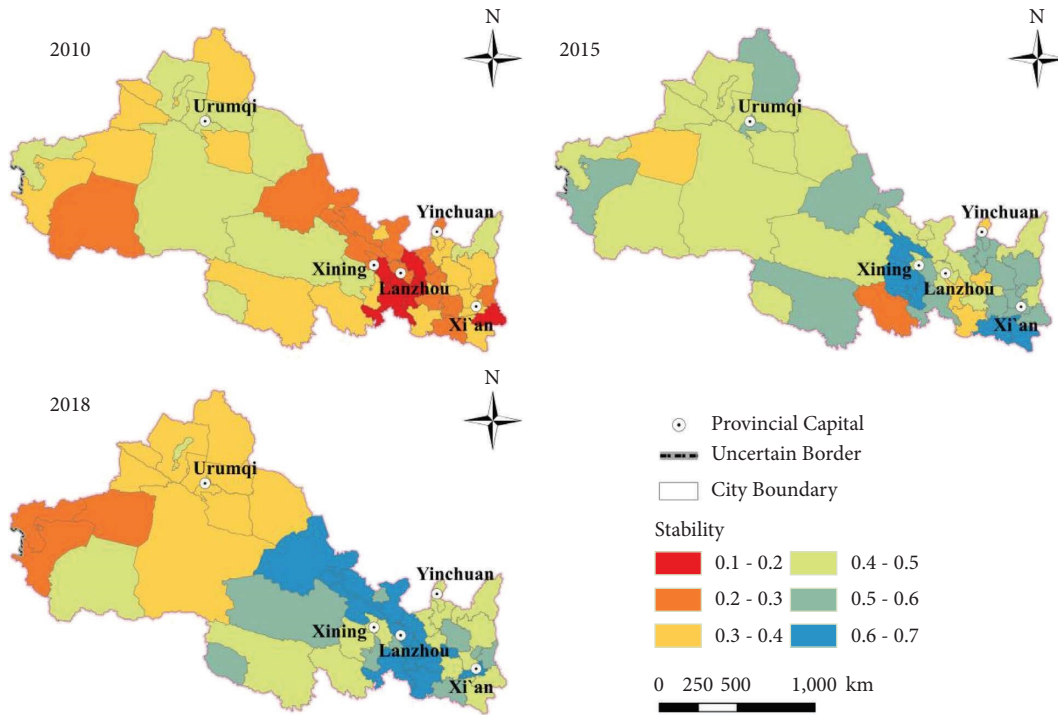 N
2010
Urumqi
Yinchuan
Xining
Lanzhou
Xi`an
N
2015
Urumqi
Yinchuan
Xining
Lanzhou
Xi`an
N
2018
Urumqi
Yinchuan
Xining
Lanzhou
Xi`an
Provincial Capital
Uncertain Border
City Boundary
Stability
0.1 - 0.2
0.4 - 0.5
0.2 - 0.3
0.5 - 0.6
0.3 - 0.4
0.6 - 0.7
0 250 500 1,000 km